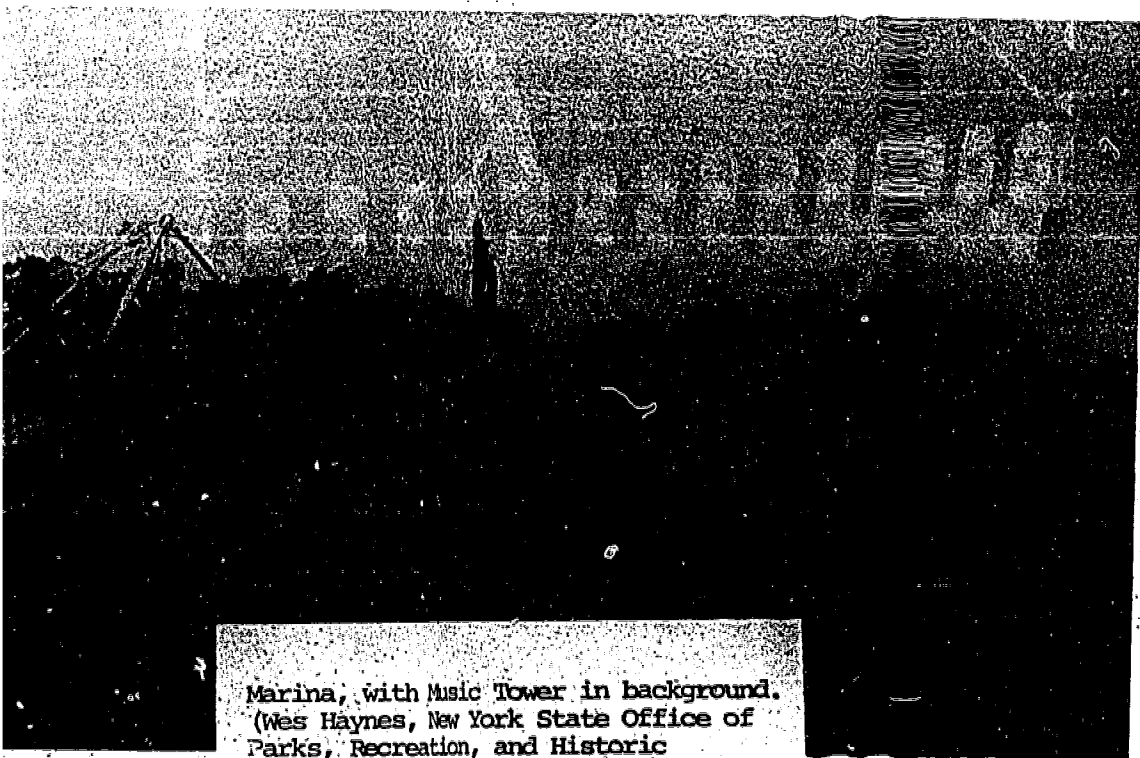 Marina, with Music Tower in background.
(Wes Haynes, New York State Office of
Parks, Recreation, and Historic